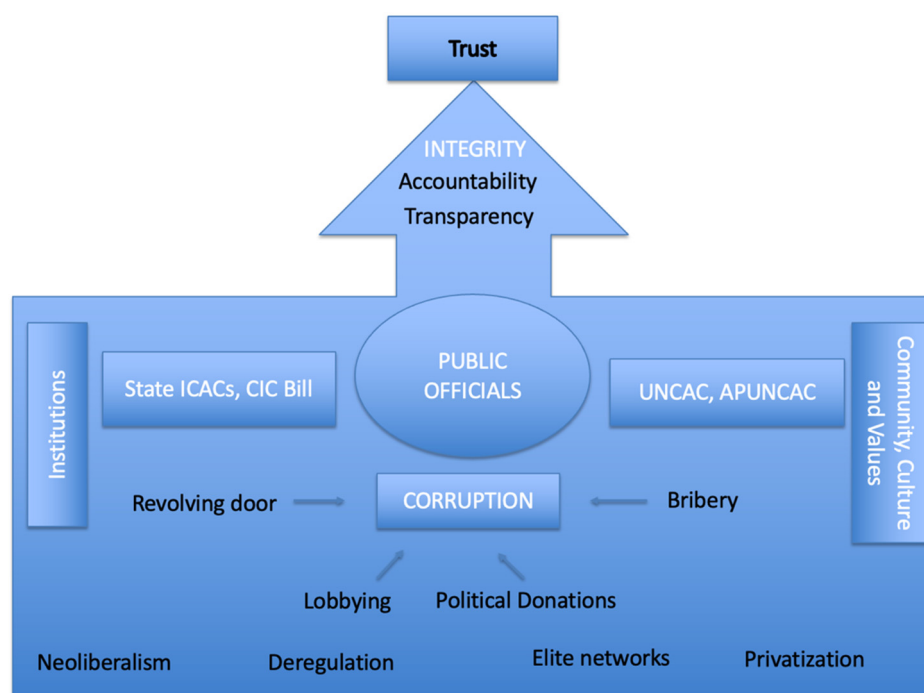 Trust
INTEGRITY
Accountability
Transparency
Institutions
State ICACs, CIC Bill
PUBLIC
OFFICIALS
UNCAC, APUNCAC
Community, Culture
and Values
Revolving door
CORRUPTION
Bribery
Lobbying
Political Donations
Neoliberalism
Deregulation
Elite networks
Privatization